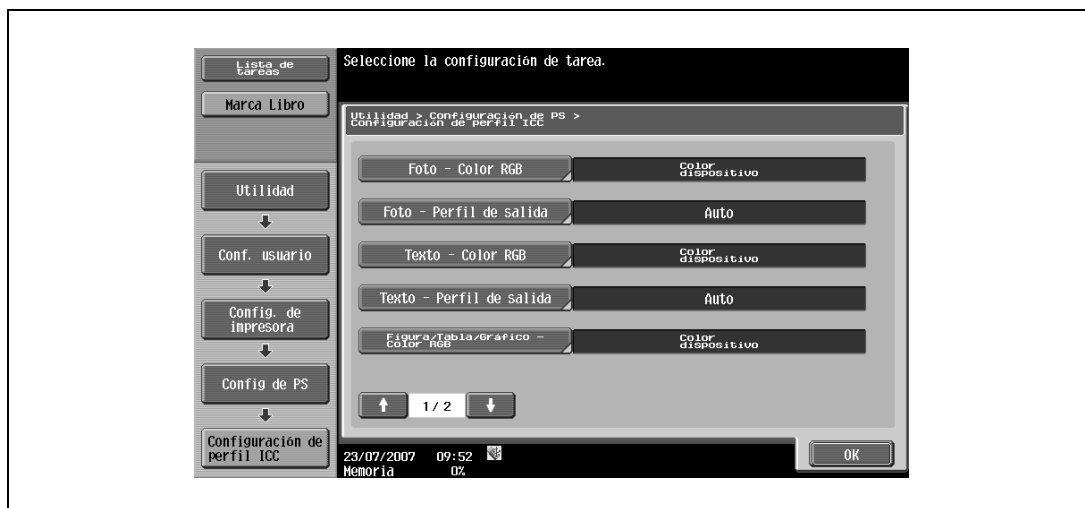 Lista de
tareas
Marca Libro
Utilidad
Conf. usuario
Config. de
impresora
Config de PS
Configuración de
perfil ICC
Seleccione la configuración de tarea.
Utilidad > Configuración de PS >
Configuración de perfil ICC
Foto - Color RGB
Color
dispositivo
Foto - Perfil de salida
Auto
Texto - Color RGB
Color
dispositivo
Texto - Perfil de salida
Auto
Figura/Tabla/Gráfico -
Color RGB
Color
dispositivo
1/ 2
23/07/2007 09:52
Memoria 0%
OK